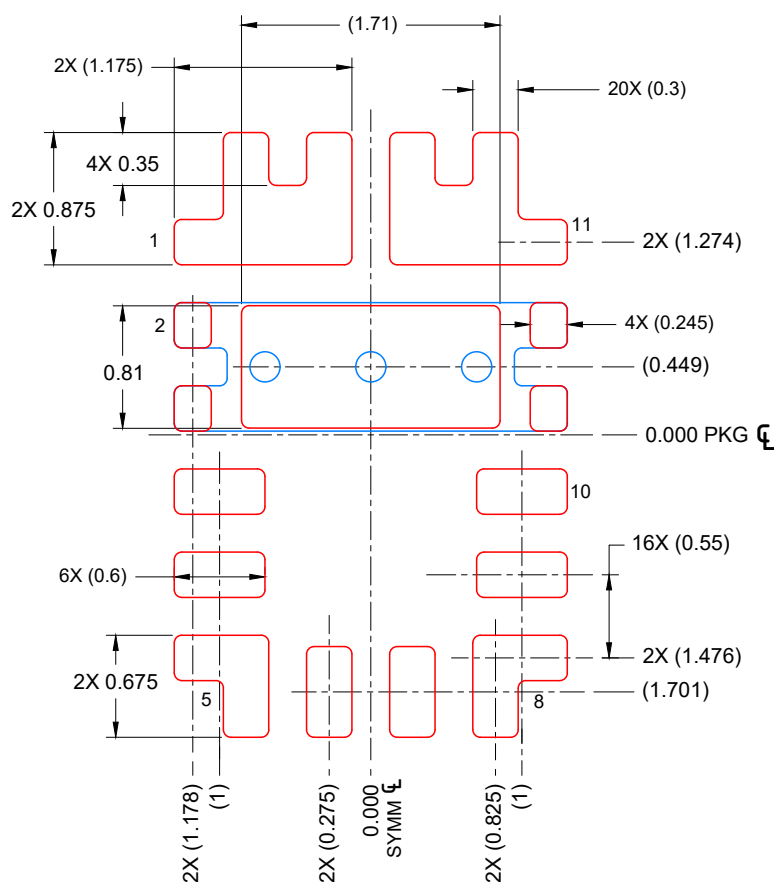 (1.71)
2X (1.175)
20X (0.3)
4X 0.35
2X 0.875
1
11
2X (1.274)
2
4X (0.245)
0.81
(0.449)
0.000 PKG ℄
10
16X (0.55)
6X (0.6)
2X 0.675
2X (1.476)
5
8
(1.701)
2X (1.178)
(1)
2X (0.275)
0.000
SYMM ℄
2X (0.825)
(1)